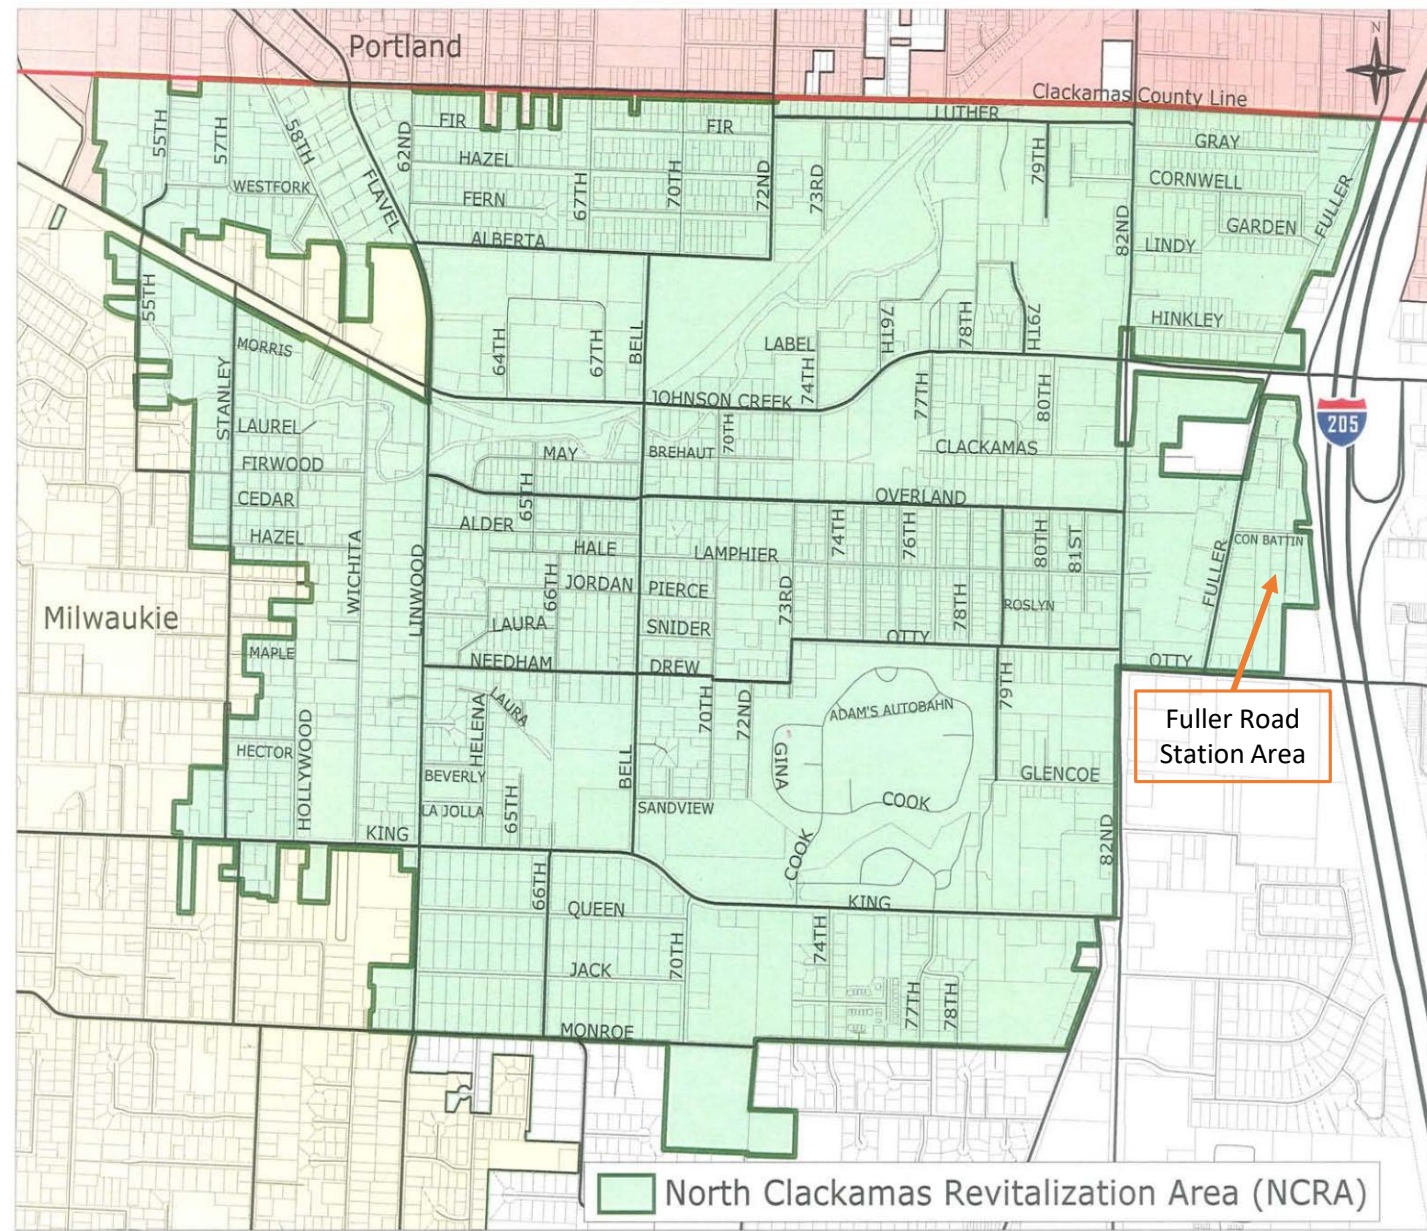 Portland
N
Clackamas County Line
LUTHER
FIR
FIR
GRAY
55TH
57TH
58TH
62ND
HAZEL
67TH
70TH
72ND
73RD
79TH
CORNWELL
WESTFORK
FLAVEL
FERN
82ND
FULLER
GARDEN
ALBERTA
LINDY
55TH
MORRIS
64TH
67TH
BELL
LABEL
74TH
76TH
78TH
79TH
HINKLEY
STANLEY
JOHNSON CREEK
77TH
80TH
205
LAUREL
70TH
FIRWOOD
MAY
BREHAUT
CLACKAMAS
CEDAR
65TH
OVERLAND
HAZEL
WICHITA
LINWOOD
ALDER
HALE
LAMPHIER
74TH
76TH
80TH
81ST
FULLER
CON BATTIN
66TH
JORDAN
PIERCE
73RD
78TH
ROSLYN
Milwaukie
LAURA
SNIDER
OTTY
MAPLE
NEEDHAM
DREW
79TH
OTTY
HOLLYWOOD
HELENA
LAURA
70TH
72ND
ADAM'S AUTOBAHN
Fuller Road
Station Area
HECTOR
BEVERLY
BELL
GINA
GLENCOE
LA JOLLA
65TH
SANDVIEW
COOK
KING
COOK
82ND
66TH
QUEEN
KING
70TH
74TH
JACK
77TH
78TH
MONROE
North Clackamas Revitalization Area (NCRA)